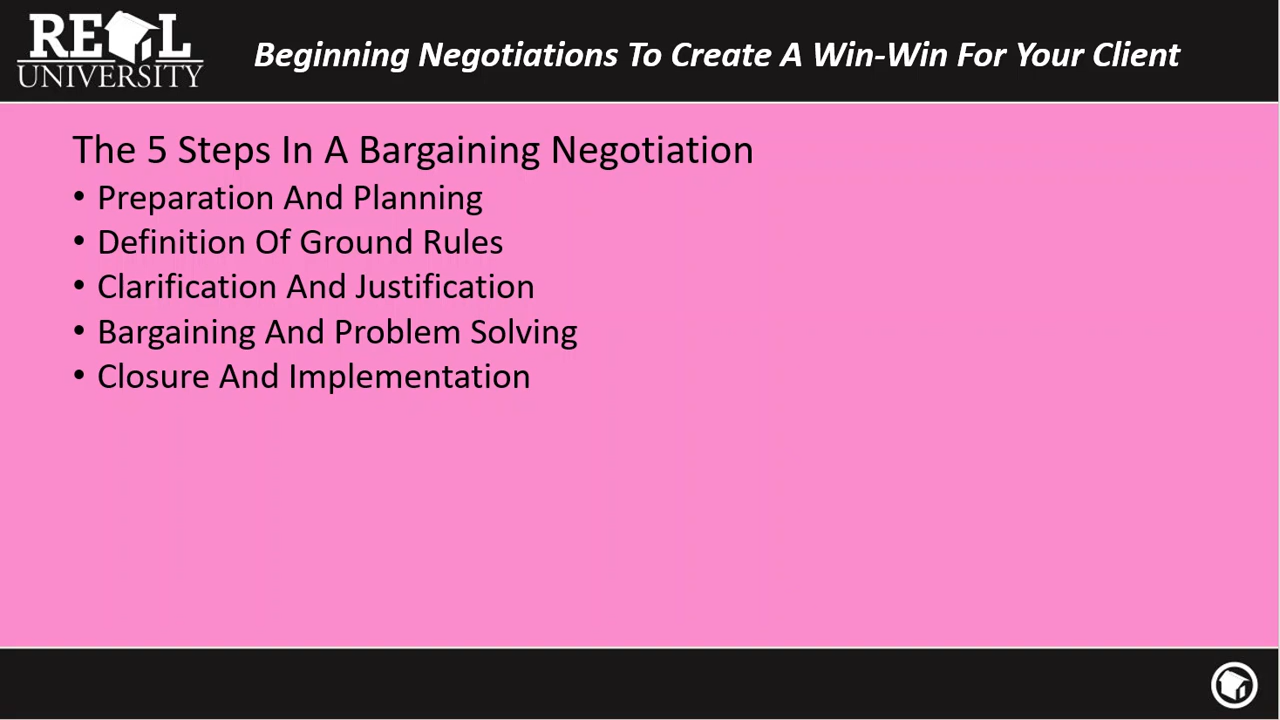 REAL
UNIVERSITY
Beginning Negotiations To Create A Win-Win For Your Client
The 5 Steps In A Bargaining Negotiation
• Preparation And Planning
• Definition Of Ground Rules
• Clarification And Justification
• Bargaining And Problem Solving
• Closure And Implementation